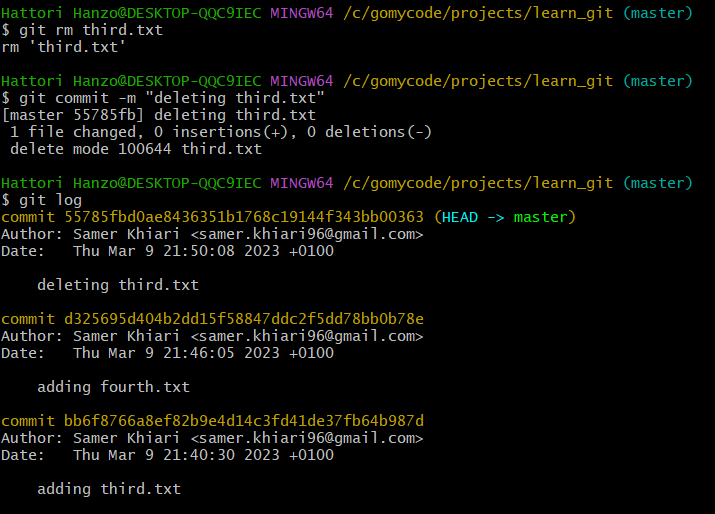 Hattori Hanzo@DESKTOP-QQC9IEC MINGW64 /c/gomycode/projects/learn_git (master)
$ git rm third.txt
rm 'third.txt'
Hattori Hanzo@DESKTOP-QQC9IEC MINGW64 /c/gomycode/projects/learn_git (master)
$ git commit -m "deleting third.txt"
[master 55785fb] deleting third.txt
 1 file changed, 0 insertions(+), 0 deletions(-)
 delete mode 100644 third.txt
Hattori Hanzo@DESKTOP-QQC9IEC MINGW64 /c/gomycode/projects/learn_git (master)
$ git log
commit 55785fbd0ae8436351b1768c19144f343bb00363 (HEAD -> master)
Author: Samer Khiari <samer.khiari96@gmail.com>
Date:   Thu Mar 9 21:50:08 2023 +0100
    deleting third.txt
commit d325695d404b2dd15f58847ddc2f5dd78bb0b78e
Author: Samer Khiari <samer.khiari96@gmail.com>
Date:   Thu Mar 9 21:46:05 2023 +0100
    adding fourth.txt
commit bb6f8766a8ef82b9e4d14c3fd41de37fb64b987d
Author: Samer Khiari <samer.khiari96@gmail.com>
Date:   Thu Mar 9 21:40:30 2023 +0100
    adding third.txt